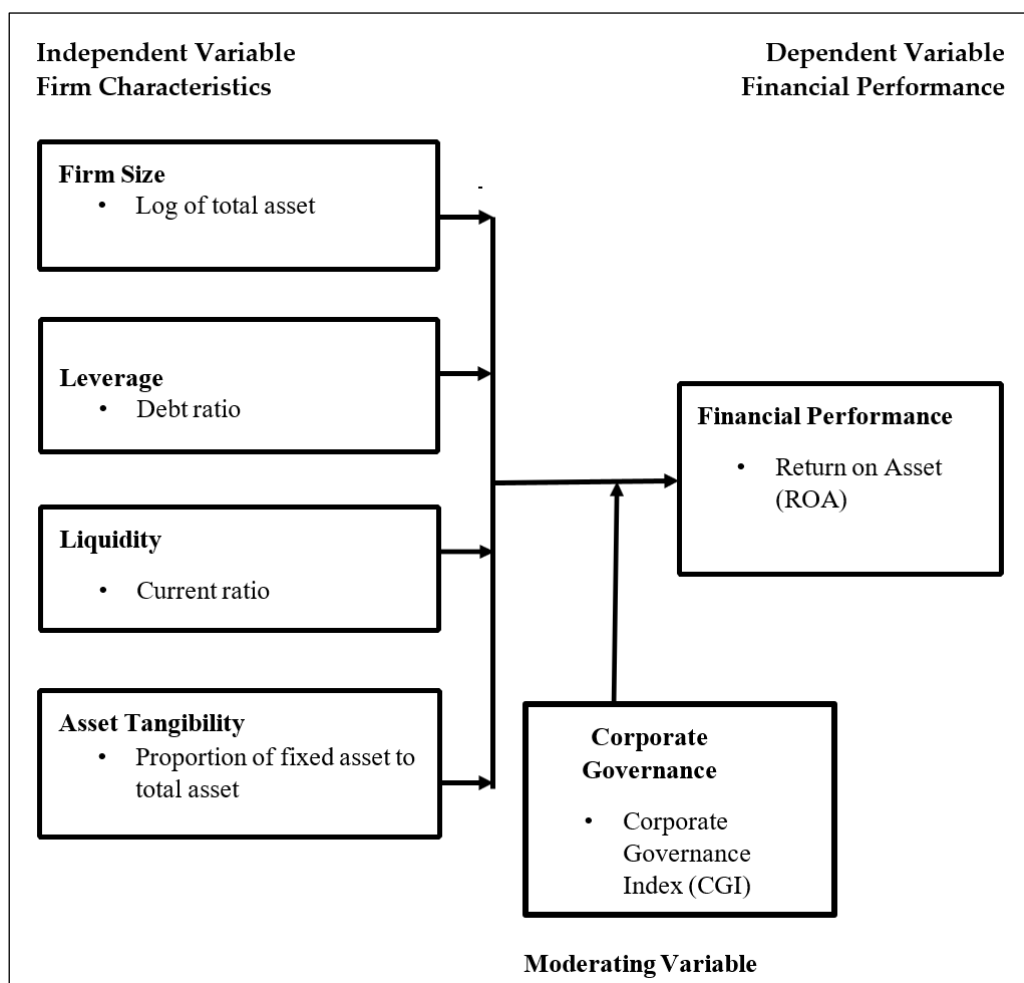 Independent Variable
Firm Characteristics
Dependent Variable
Financial Performance
Firm Size
• Log of total asset
-
Leverage
• Debt ratio
Liquidity
• Current ratio
Asset Tangibility
• Proportion of fixed asset to
total asset
Financial Performance
• Return on Asset
(ROA)
Corporate
Governance
• Corporate
Governance
Index (CGI)
Moderating Variable